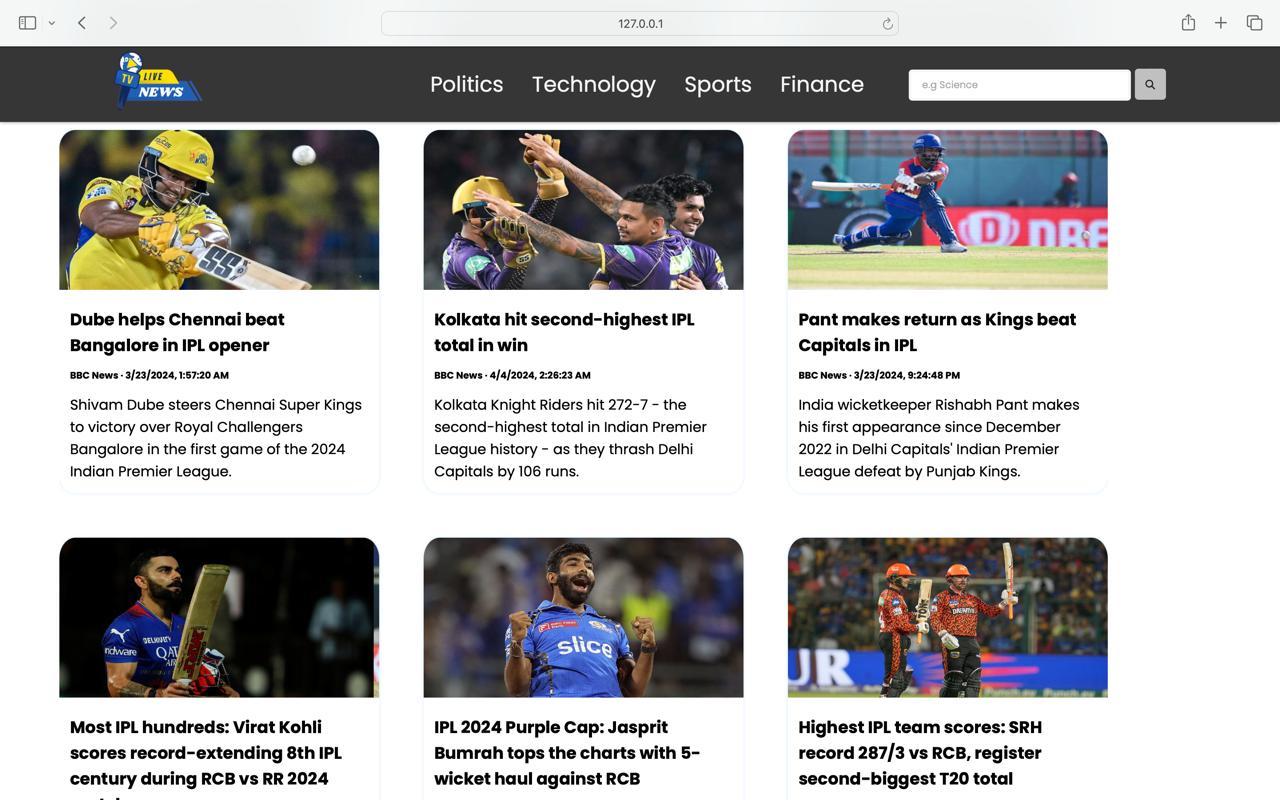 127.0.0.1
TV LIVE
NEWS
Politics Technology Sports Finance e.g Science
SS
DRE
Dube helps Chennai beat
Bangalore in IPL opener
BBC News · 3/23/2024, 1:57:20 AM
Shivam Dube steers Chennai Super Kings
to victory over Royal Challengers
Bangalore in the first game of the 2024
Indian Premier League.
Kolkata hit second-highest IPL
total in win
BBC News · 4/4/2024, 2:26:23 AM
Kolkata Knight Riders hit 272-7 - the
second-highest total in Indian Premier
League history - as they thrash Delhi
Capitals by 106 runs.
Pant makes return as Kings beat
Capitals in IPL
BBC News · 3/23/2024, 9:24:48 PM
India wicketkeeper Rishabh Pant makes
his first appearance since December
2022 in Delhi Capitals' Indian Premier
League defeat by Punjab Kings.
slice
UR
Most IPL hundreds: Virat Kohli
scores record-extending 8th IPL
century during RCB vs RR 2024
IPL 2024 Purple Cap: Jasprit
Bumrah tops the charts with 5-
wicket haul against RCB
Highest IPL team scores: SRH
record 287/3 vs RCB, register
second-biggest T20 total